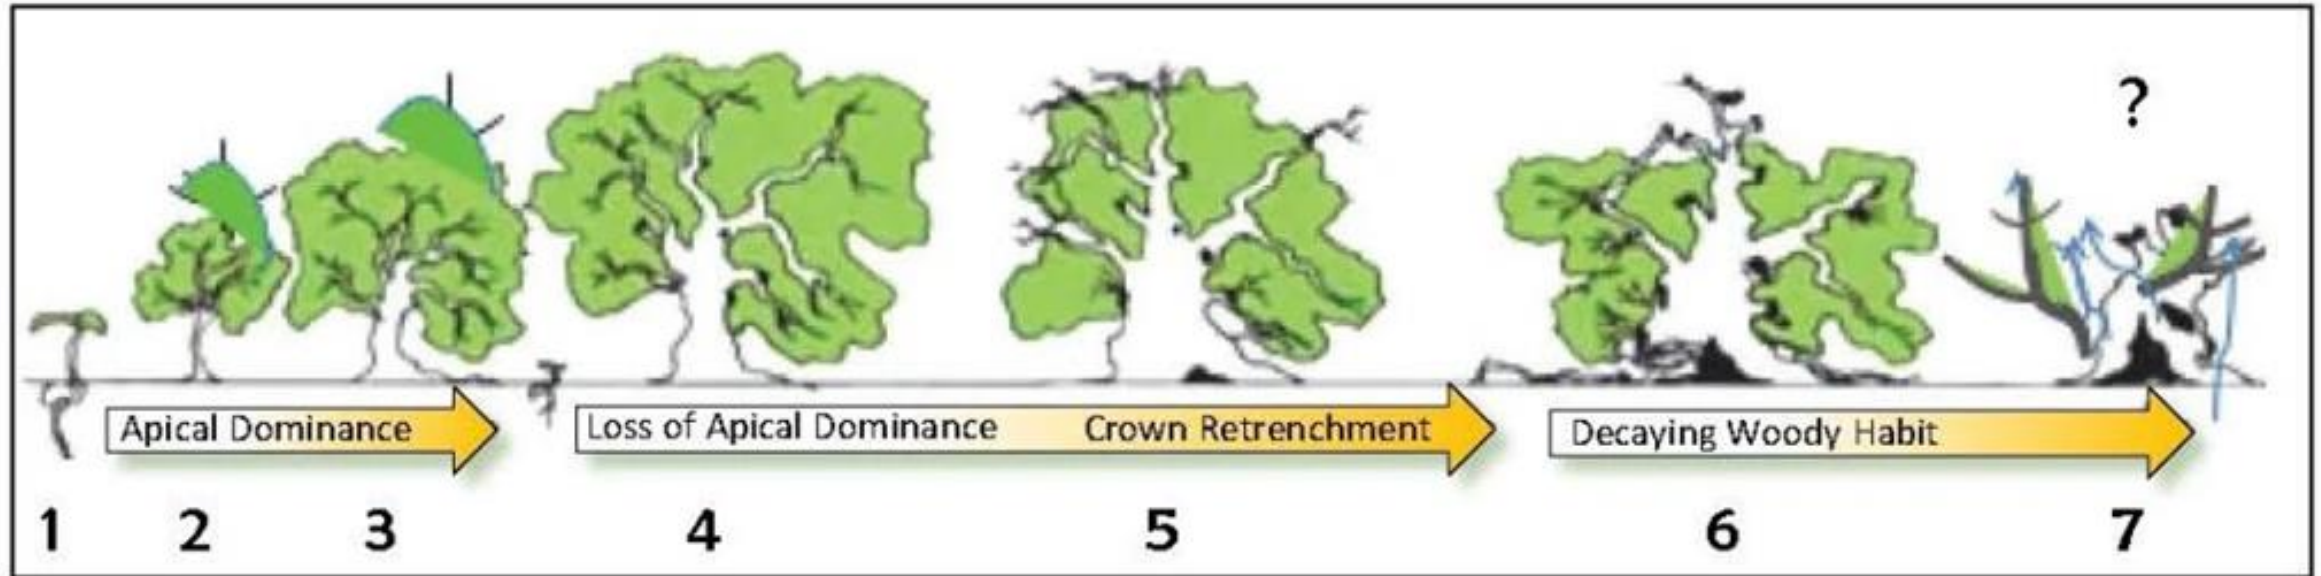 ?
Apical Dominance
Loss of Apical Dominance Crown Retrenchment
Decaying Woody Habit
1 2 3 4 5 6 7